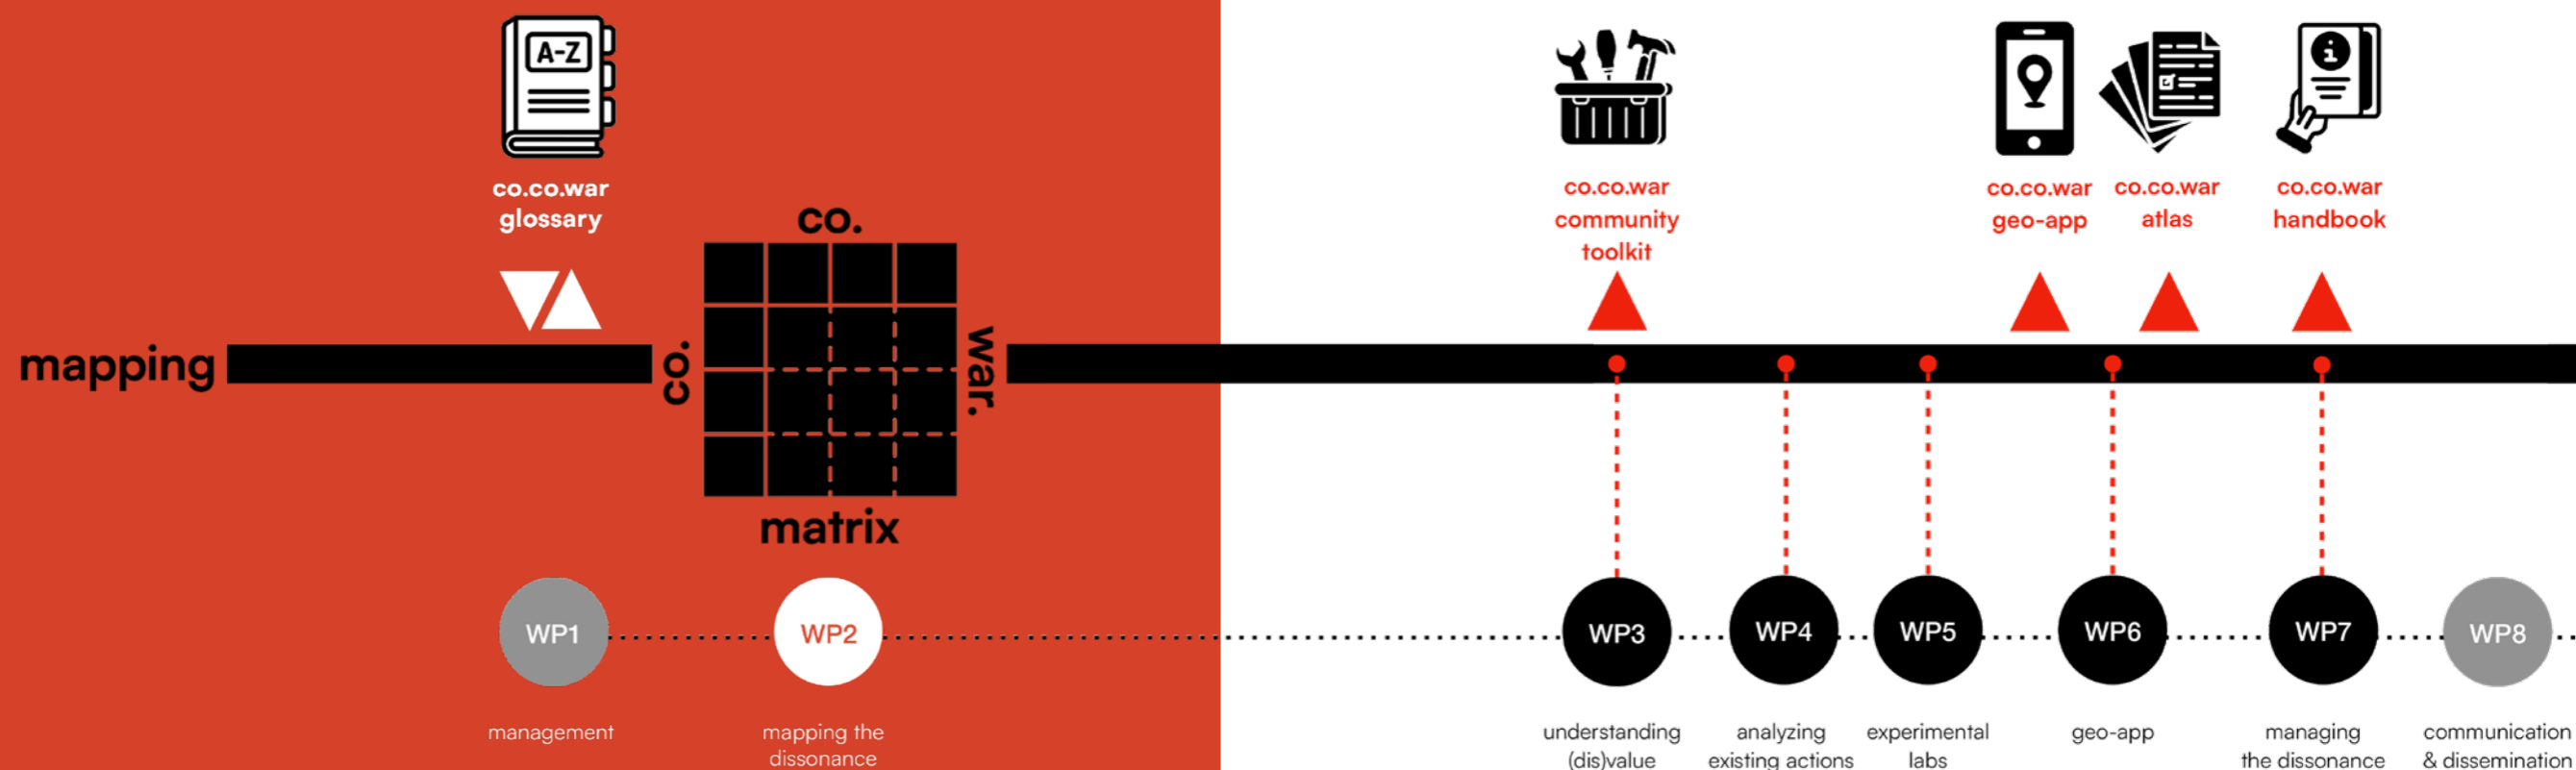 A-Z
co.co.war
glossary
co.
co.
war.
matrix
mapping
co.co.war
community
toolkit
co.co.war
geo-app
co.co.war
atlas
i
co.co.war
handbook
WP1
WP2
WP3
WP4
WP5
WP6
WP7
WP8
management
mapping the
dissonance
understanding
(dis)value
analyzing
existing actions
experimental
labs
geo-app
managing
the dissonance
communication
& dissemination